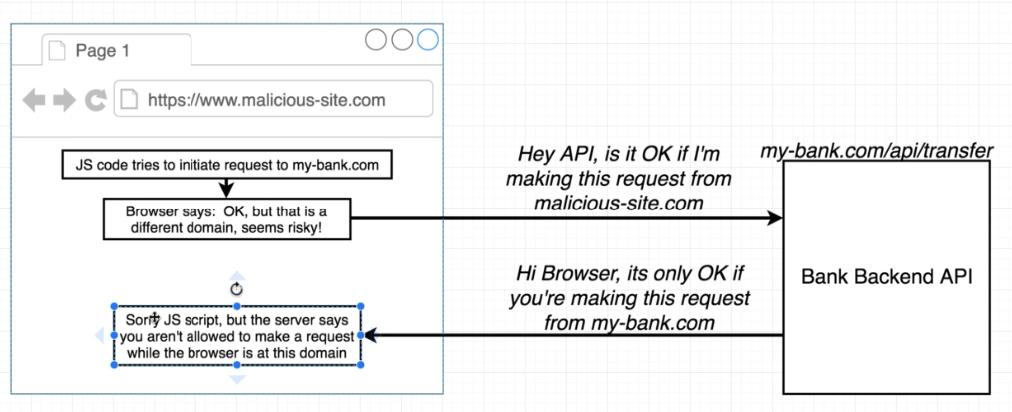 Page 1
https://www.malicious-site.com
JS code tries to initiate request to my-bank.com
Browser says: OK, but that is a
different domain, seems risky!
Hey API, is it OK if I'm
making this request from
malicious-site.com
my-bank.com/api/transfer
Bank Backend API
Hi Browser, its only OK if
you're making this request
from my-bank.com
Sorry JS script, but the server says
you aren't allowed to make a request
while the browser is at this domain